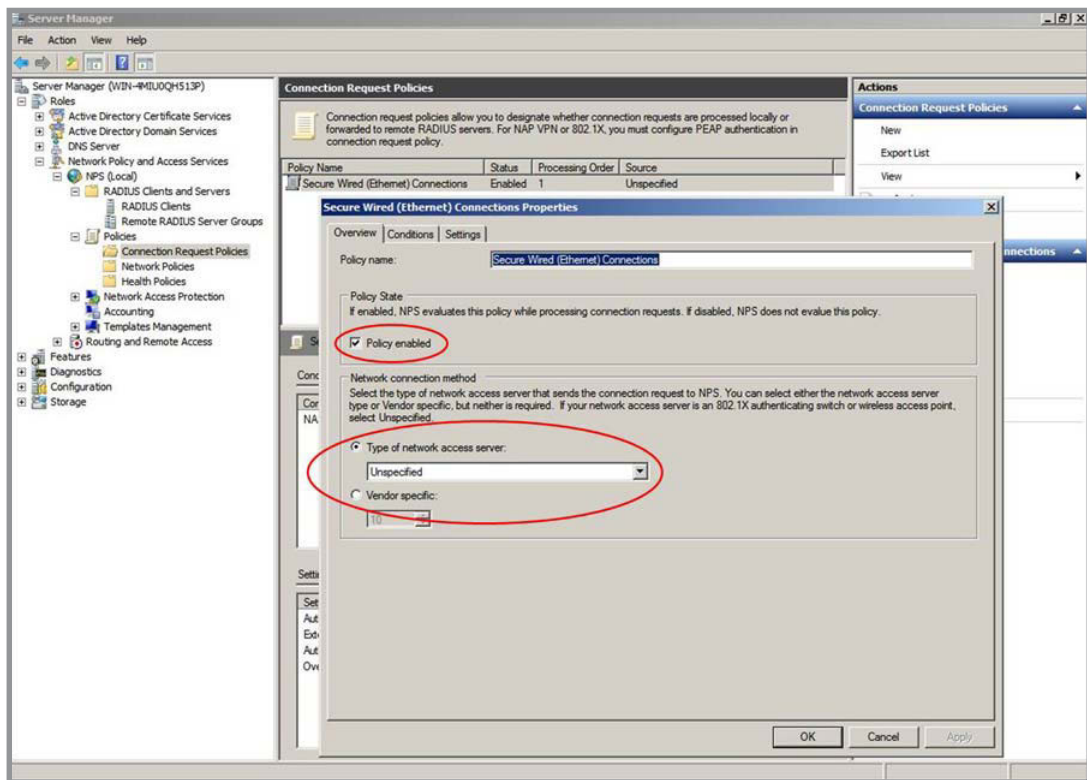 Server Manager
File Action View Help
Server Manager (WIN-4MIU0QH513P)
Roles
Active Directory Certificate Services
Active Directory Domain Services
DNS Server
Network Policy and Access Services
NPS (Local)
RADIUS Clients and Servers
RADIUS Clients
Remote RADIUS Server Groups
Policies
Connection Request Policies
Network Policies
Health Policies
Network Access Protection
Accounting
Templates Management
Routing and Remote Access
Features
Diagnostics
Configuration
Storage
Connection Request Policies
Connection request policies allow you to designate whether connection requests are processed locally or
forwarded to remote RADIUS servers. For NAP VPN or 802.1X, you must configure PEAP authentication in
connection request policy.
Policy Name Status Processing Order Source
Secure Wired (Ethernet) Connections Enabled 1 Unspecified
Secure Wired (Ethernet) Connections Properties
Overview Conditions Settings
Policy name: Secure Wired (Ethernet) Connections
Policy State
If enabled, NPS evaluates this policy while processing connection requests. If disabled, NPS does not evaluate this policy.
Policy enabled
Network connection method
Select the type of network access server that sends the connection request to NPS. You can select either the network access server
type or Vendor specific, but neither is required. If your network access server is an 802.1X authenticating switch or wireless access point,
select Unspecified.
Type of network access server:
Unspecified
Vendor specific:
10
OK Cancel Apply
S
Conc
Cor
NA
Settin
Set
Aut
Exte
Aut
Ove
Actions
Connection Request Policies
New
Export List
View
nnections